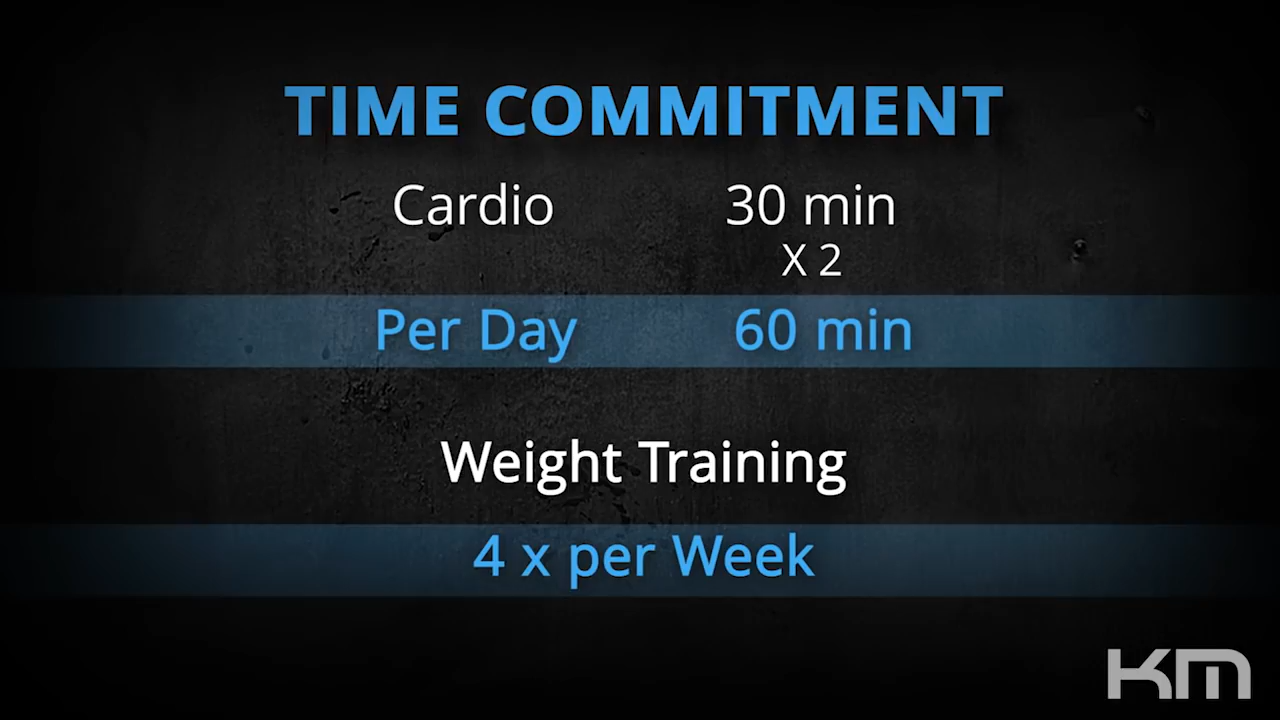 TIME COMMITMENT
Cardio 30 min
X 2
Per Day 60 min
Weight Training
4 x per Week
KM